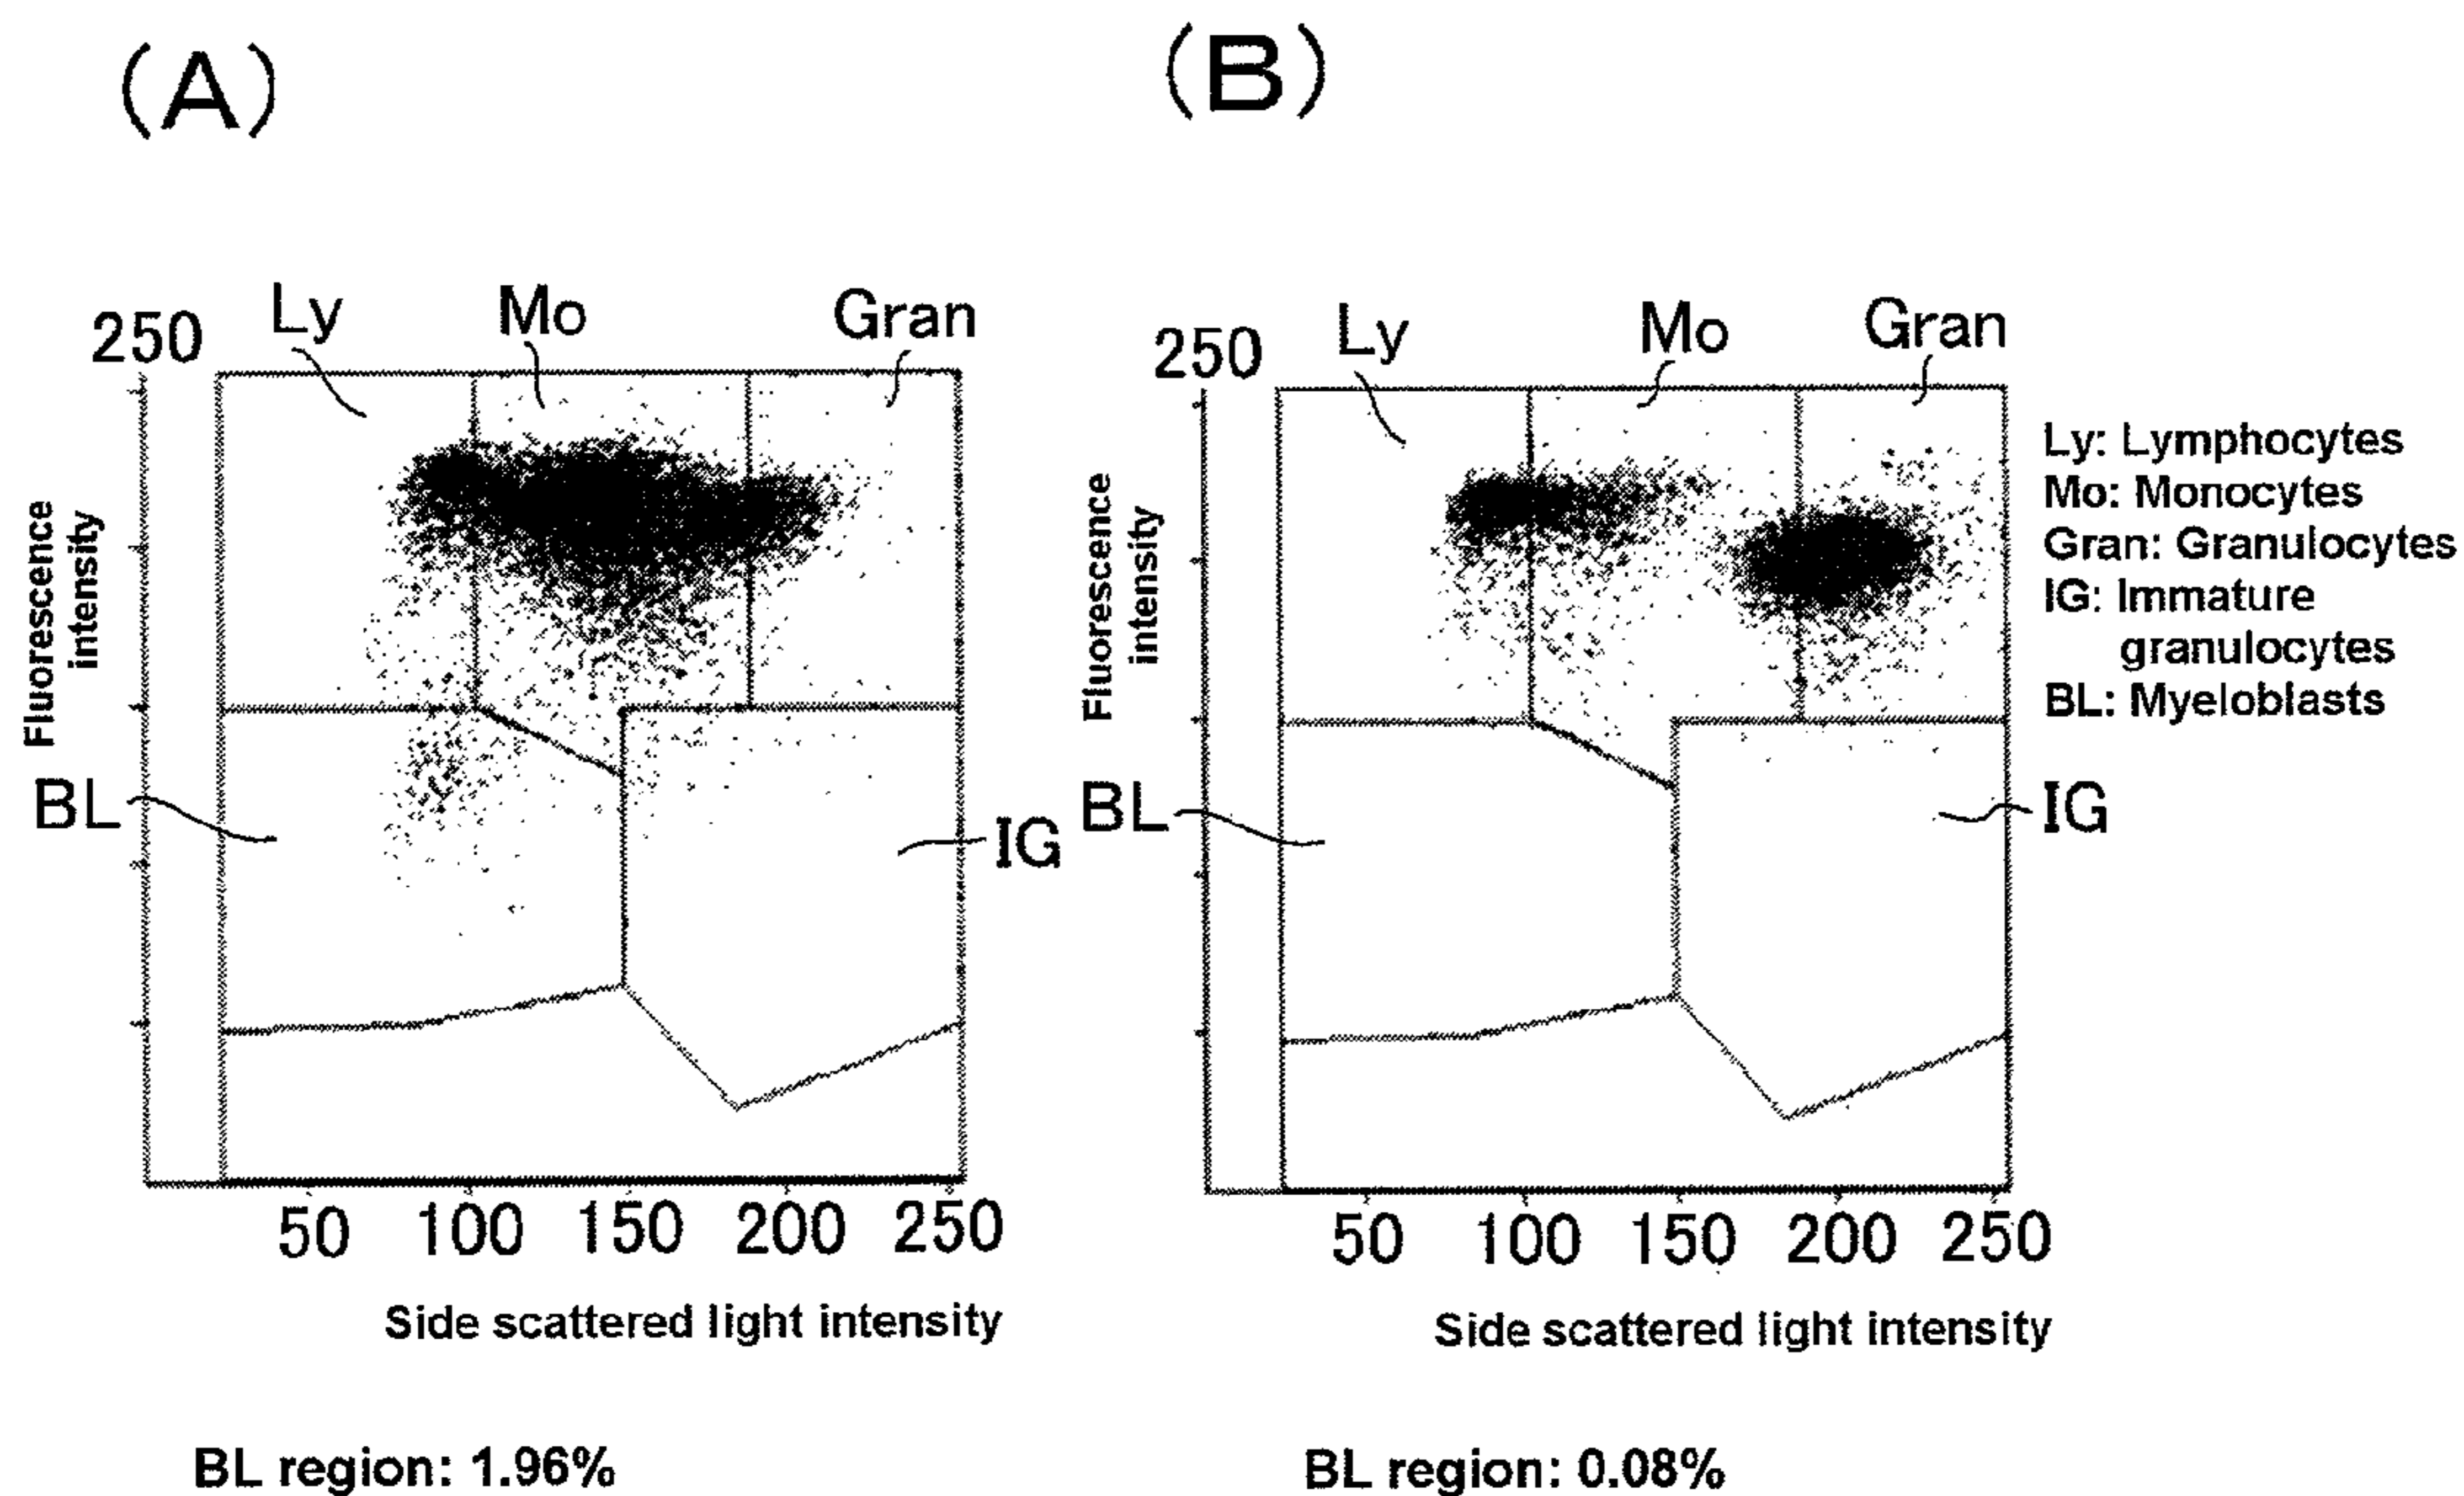 (A)
(B)
Ly
Mo
Gran
250
Fluorescence
intensity
BL
IG
50 100 150 200 250
Side scattered light intensity
BL region: 1.96%
Ly
Mo
Gran
250
Fluorescence
intensity
BL
IG
50 100 150 200 250
Side scattered light intensity
BL region: 0.08%
Ly: Lymphocytes
Mo: Monocytes
Gran: Granulocytes
IG: Immature
granulocytes
BL: Myeloblasts